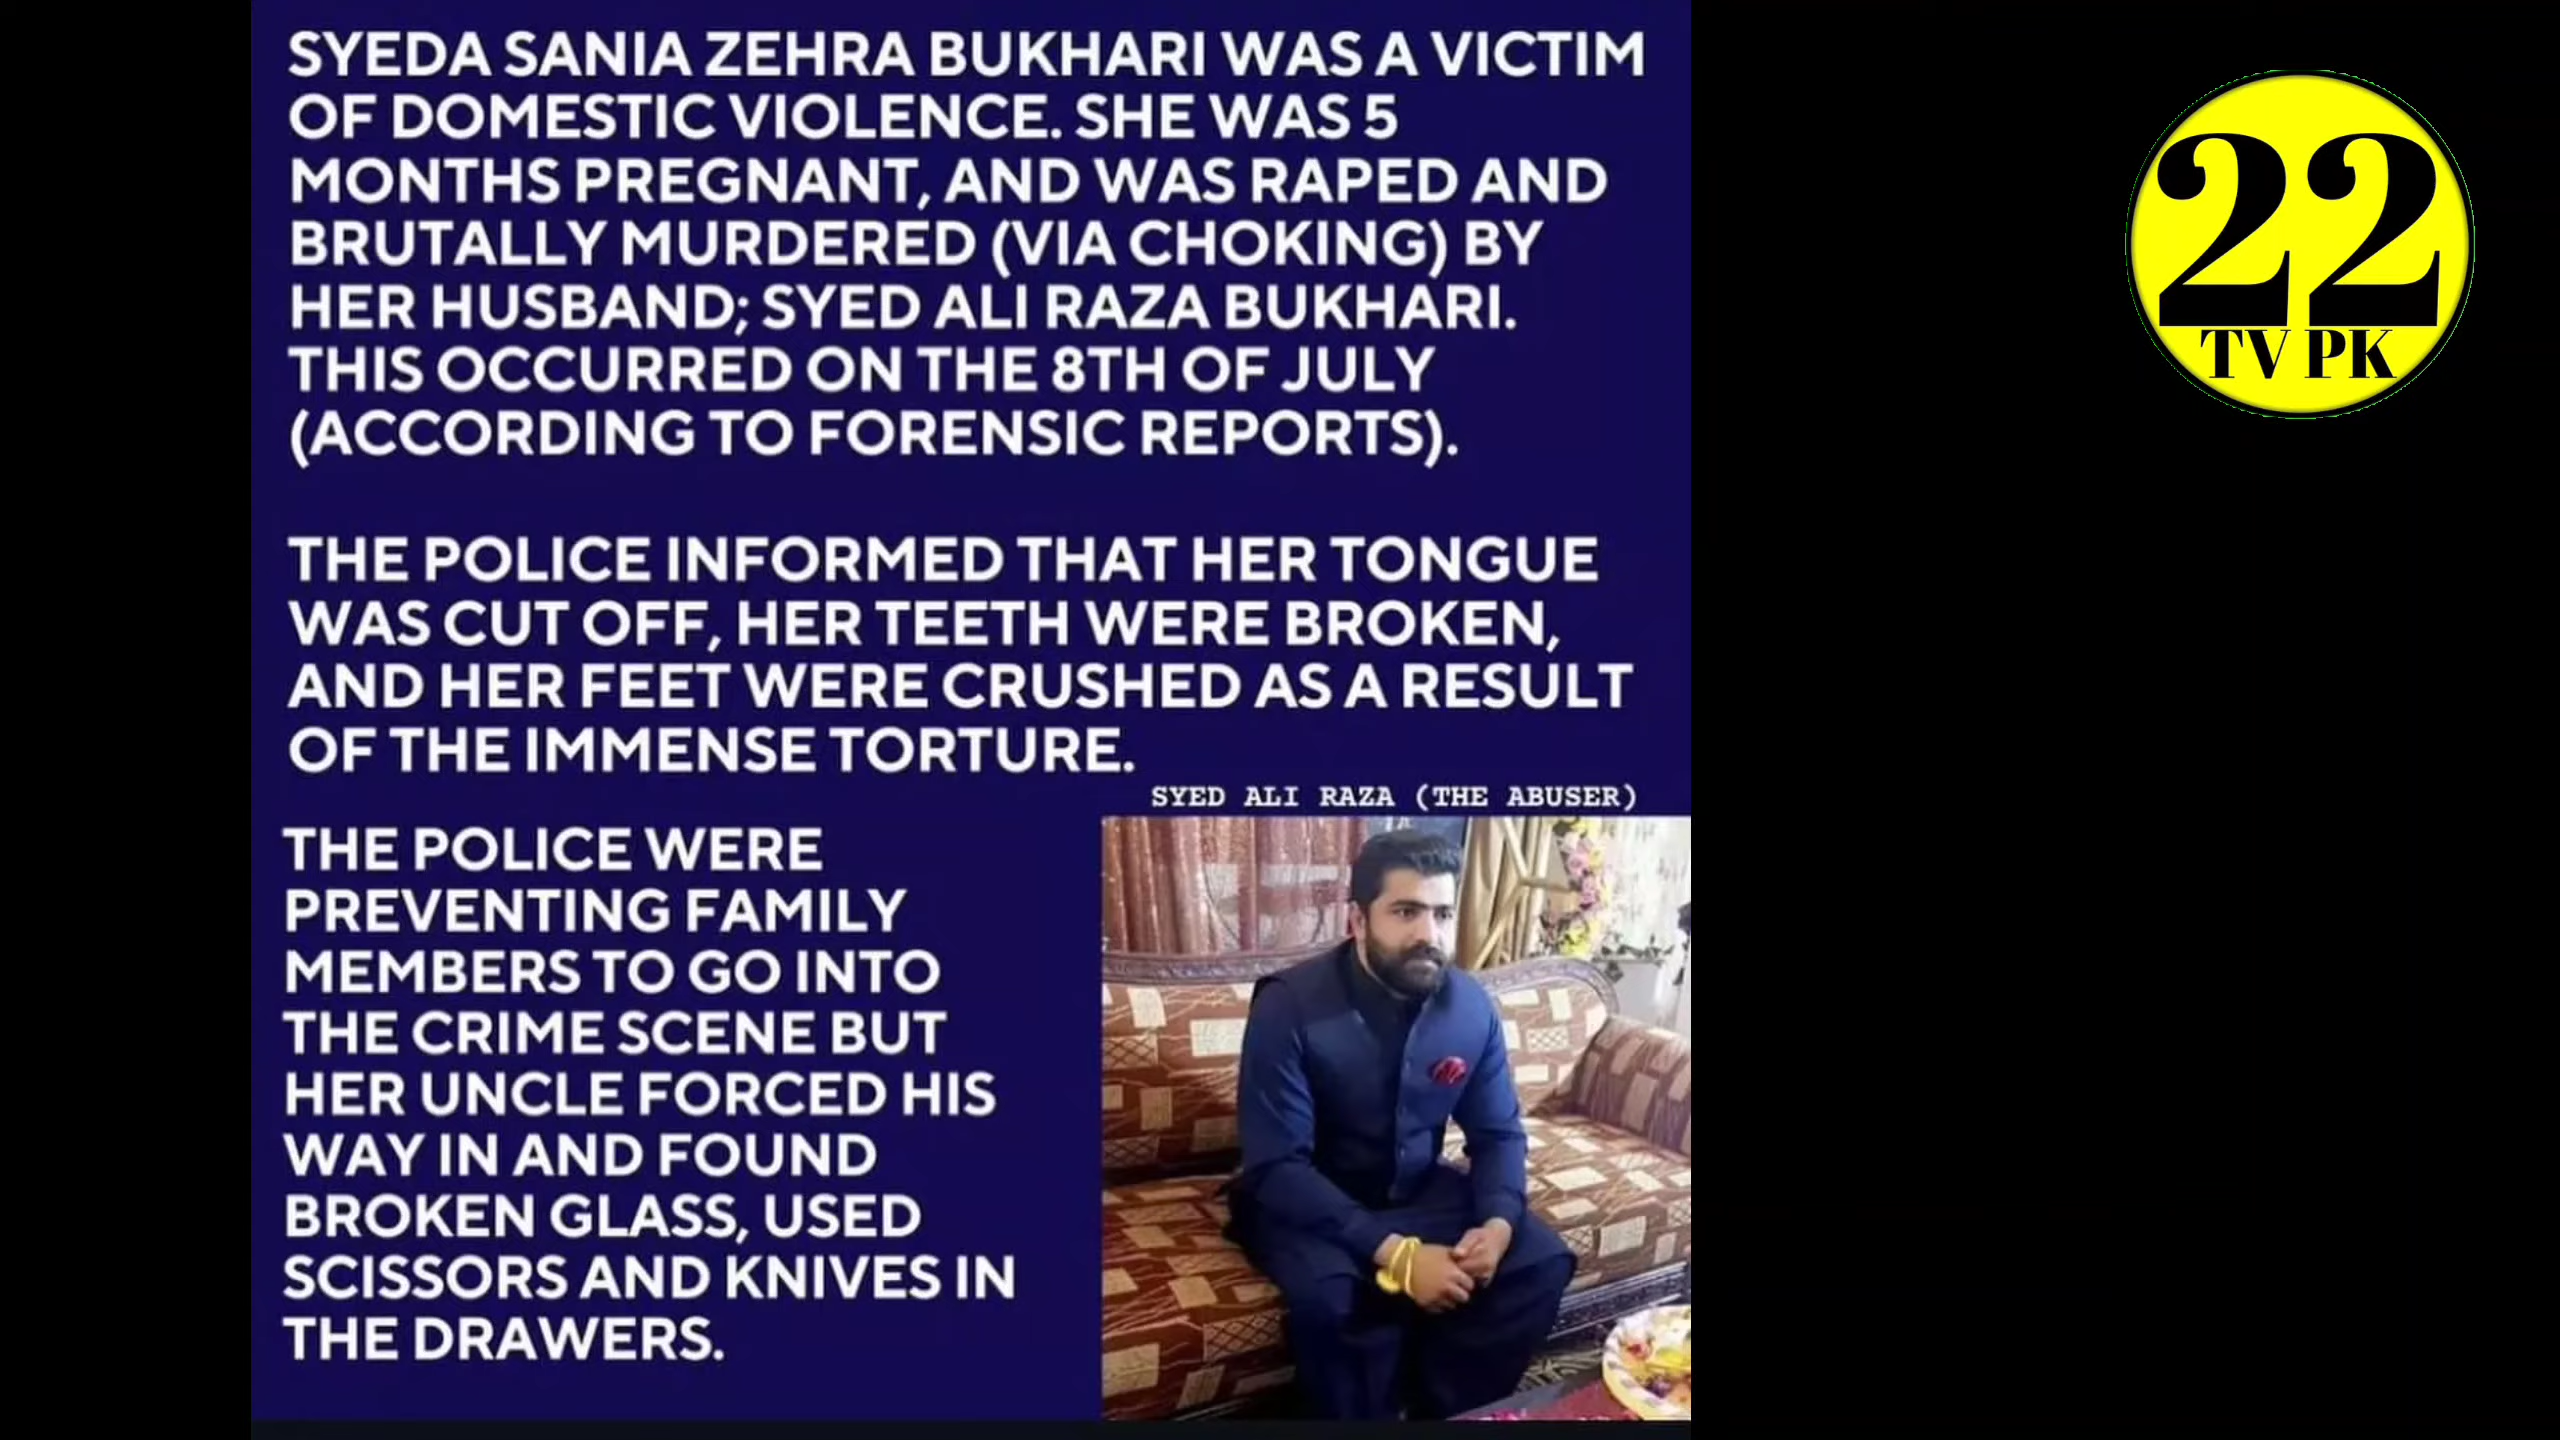 SYEDA SANIA ZEHRA BUKHARI WAS A VICTIM
OF DOMESTIC VIOLENCE. SHE WAS 5
MONTHS PREGNANT, AND WAS RAPED AND
BRUTALLY MURDERED (VIA CHOKING) BY
HER HUSBAND; SYED ALI RAZA BUKHARI.
THIS OCCURRED ON THE 8TH OF JULY
(ACCORDING TO FORENSIC REPORTS).
THE POLICE INFORMED THAT HER TONGUE
WAS CUT OFF, HER TEETH WERE BROKEN,
AND HER FEET WERE CRUSHED AS A RESULT
OF THE IMMENSE TORTURE.
SYED ALI RAZA (THE ABUSER)
THE POLICE WERE
PREVENTING FAMILY
MEMBERS TO GO INTO
THE CRIME SCENE BUT
HER UNCLE FORCED HIS
WAY IN AND FOUND
BROKEN GLASS, USED
SCISSORS AND KNIVES IN
THE DRAWERS.
22
TV PK